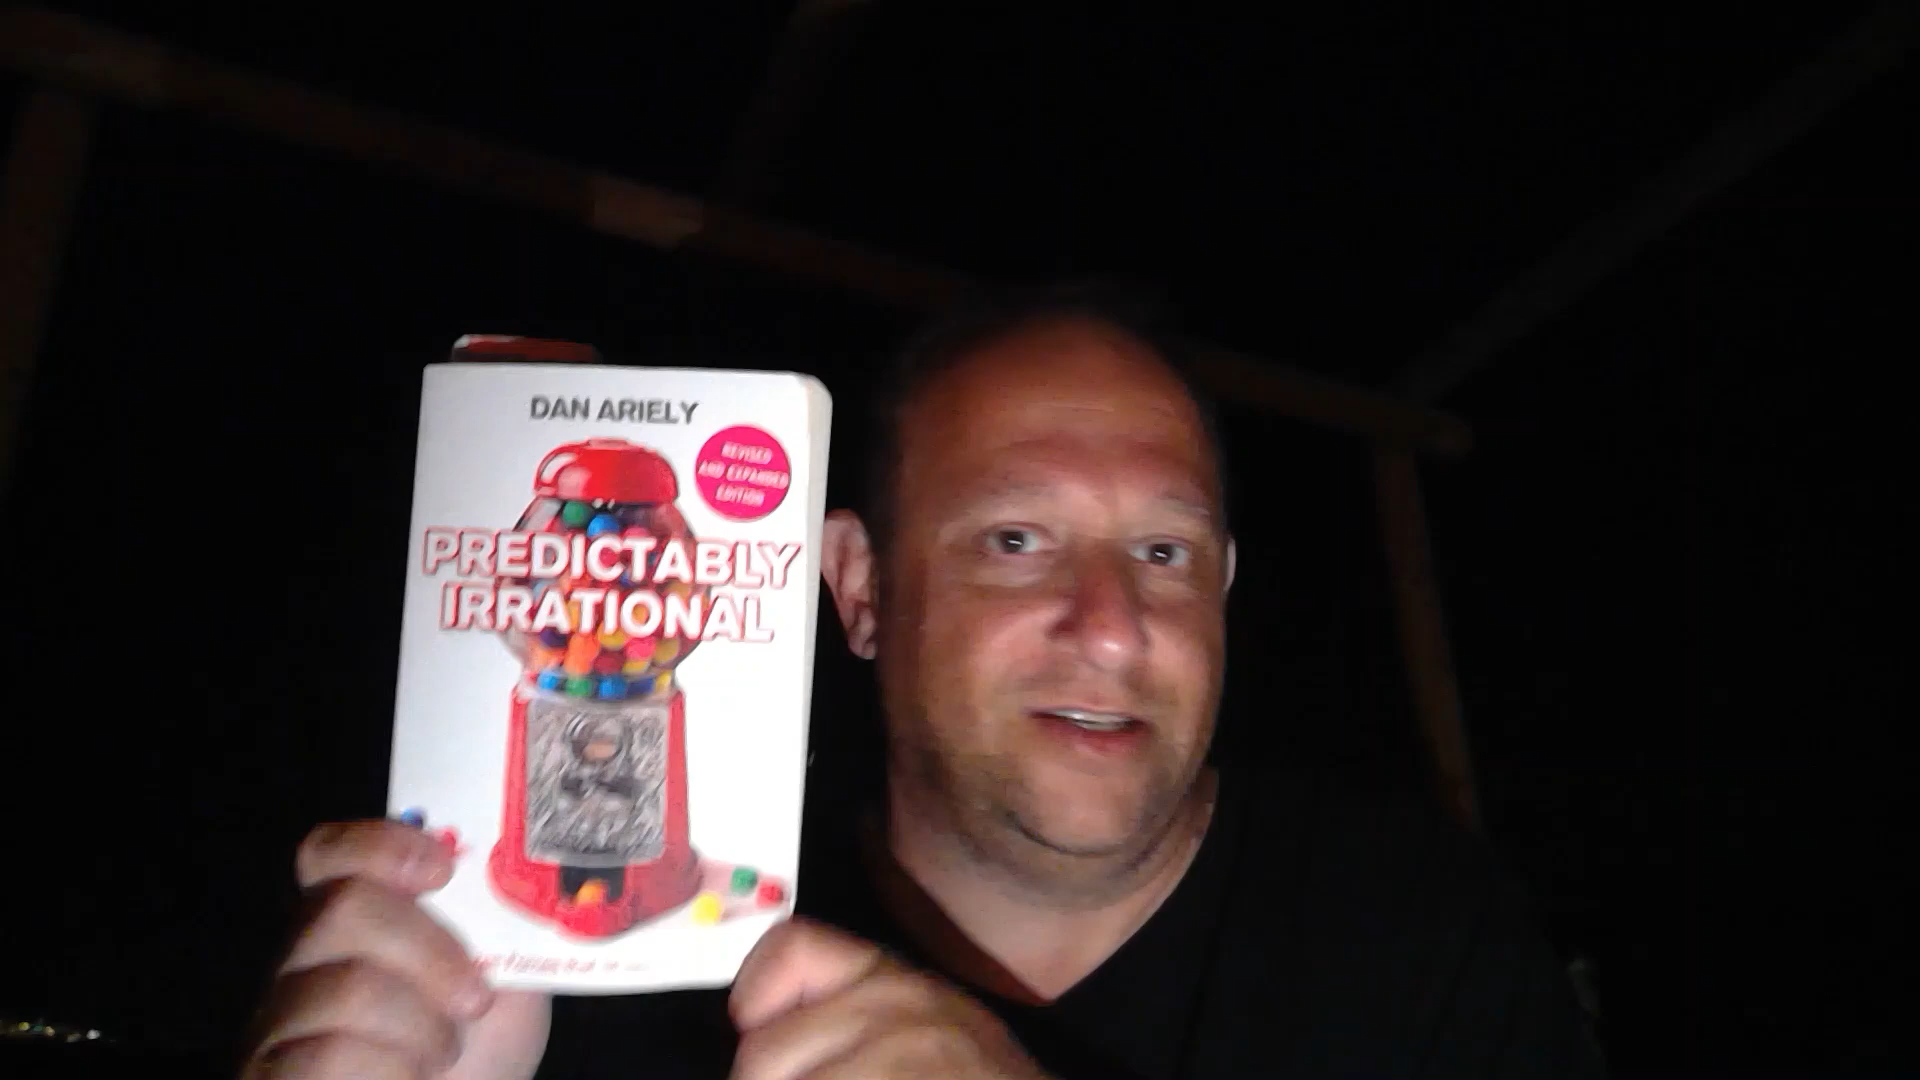 DAN ARIELY
REVISED
AND EXPANDED
EDITION
PREDICTABLY
IRRATIONAL